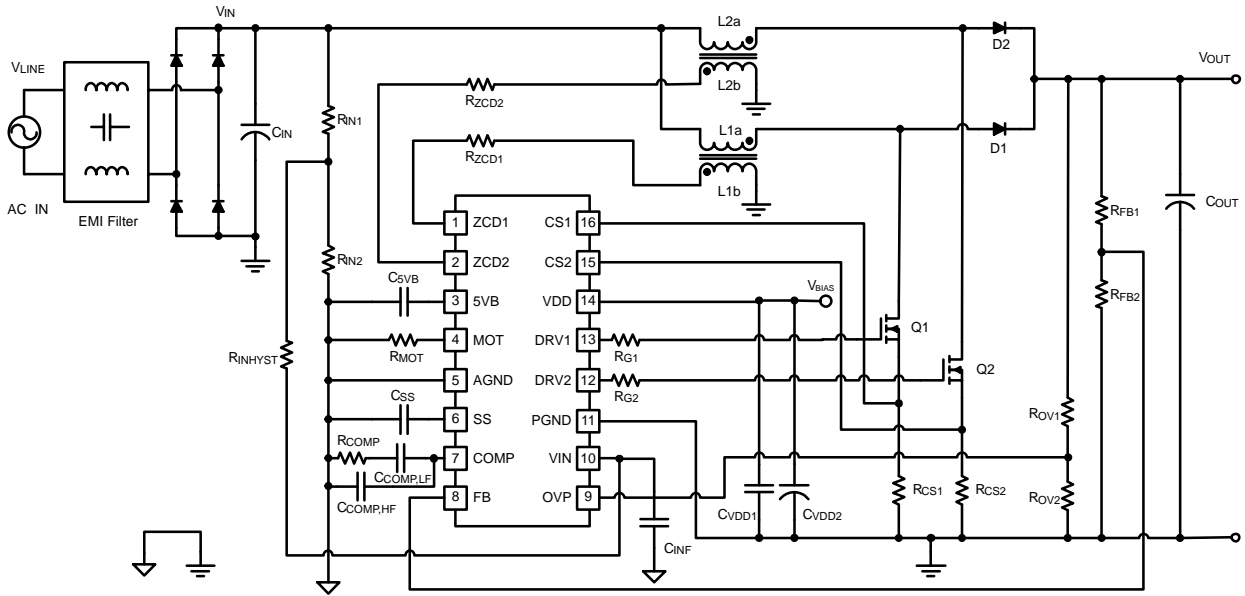 VIN
L2a
D2
VLINE
VOUT
L2b
RZCD2
CIN
RIN1
L1a
D1
RZCD1
L1b
AC IN
EMI Filter
1 ZCD1 CS1 16
RFB1
COUT
RIN2
2 ZCD2 CS2 15
C5VB
VBIAS
3 5VB VDD 14
RFB2
Q1
4 MOT DRV1 13
RINHYST
RMOT
RG1
Q2
5 AGND DRV2 12
CSS
RG2
ROV1
6 SS PGND 11
RCOMP
7 COMP VIN 10
CCOMP,LF
RCS1
RCS2
ROV2
8 FB OVP 9
CCOMP,HF
CVDD1
CVDD2
CINF